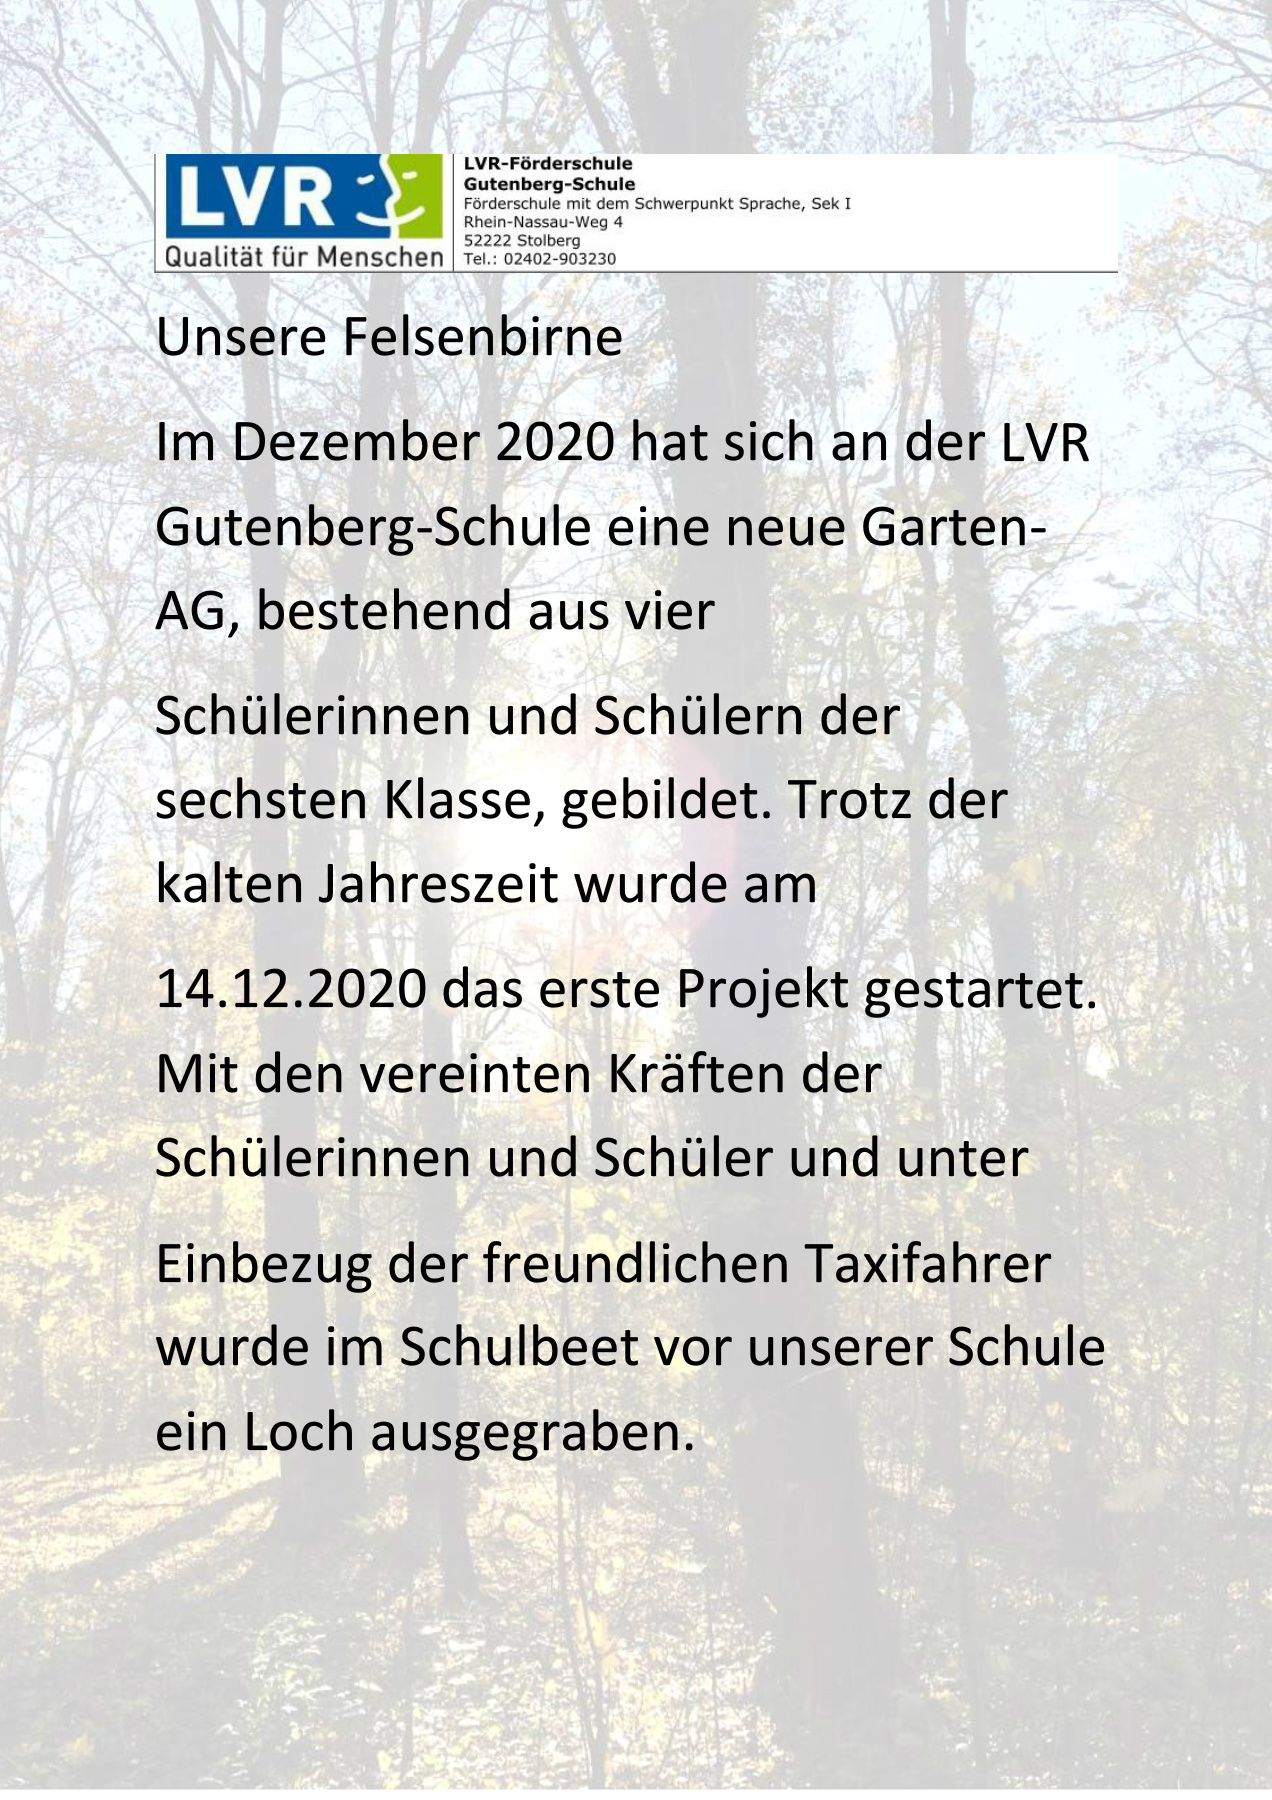 LVR
Qualität für Menschen
LVR-Förderschule
Gutenberg-Schule
Förderschule mit dem Schwerpunkt Sprache, Sek I
Rhein-Nassau-Weg 4
52222 Stolberg
Tel.: 02402-903230
Unsere Felsenbirne
Im Dezember 2020 hat sich an der LVR
Gutenberg-Schule eine neue Garten-
AG, bestehend aus vier
Schülerinnen und Schülern der
sechsten Klasse, gebildet. Trotz der
kalten Jahreszeit wurde am
14.12.2020 das erste Projekt gestartet.
Mit den vereinten Kräften der
Schülerinnen und Schüler und unter
Einbezug der freundlichen Taxifahrer
wurde im Schulbeet vor unserer Schule
ein Loch ausgegraben.